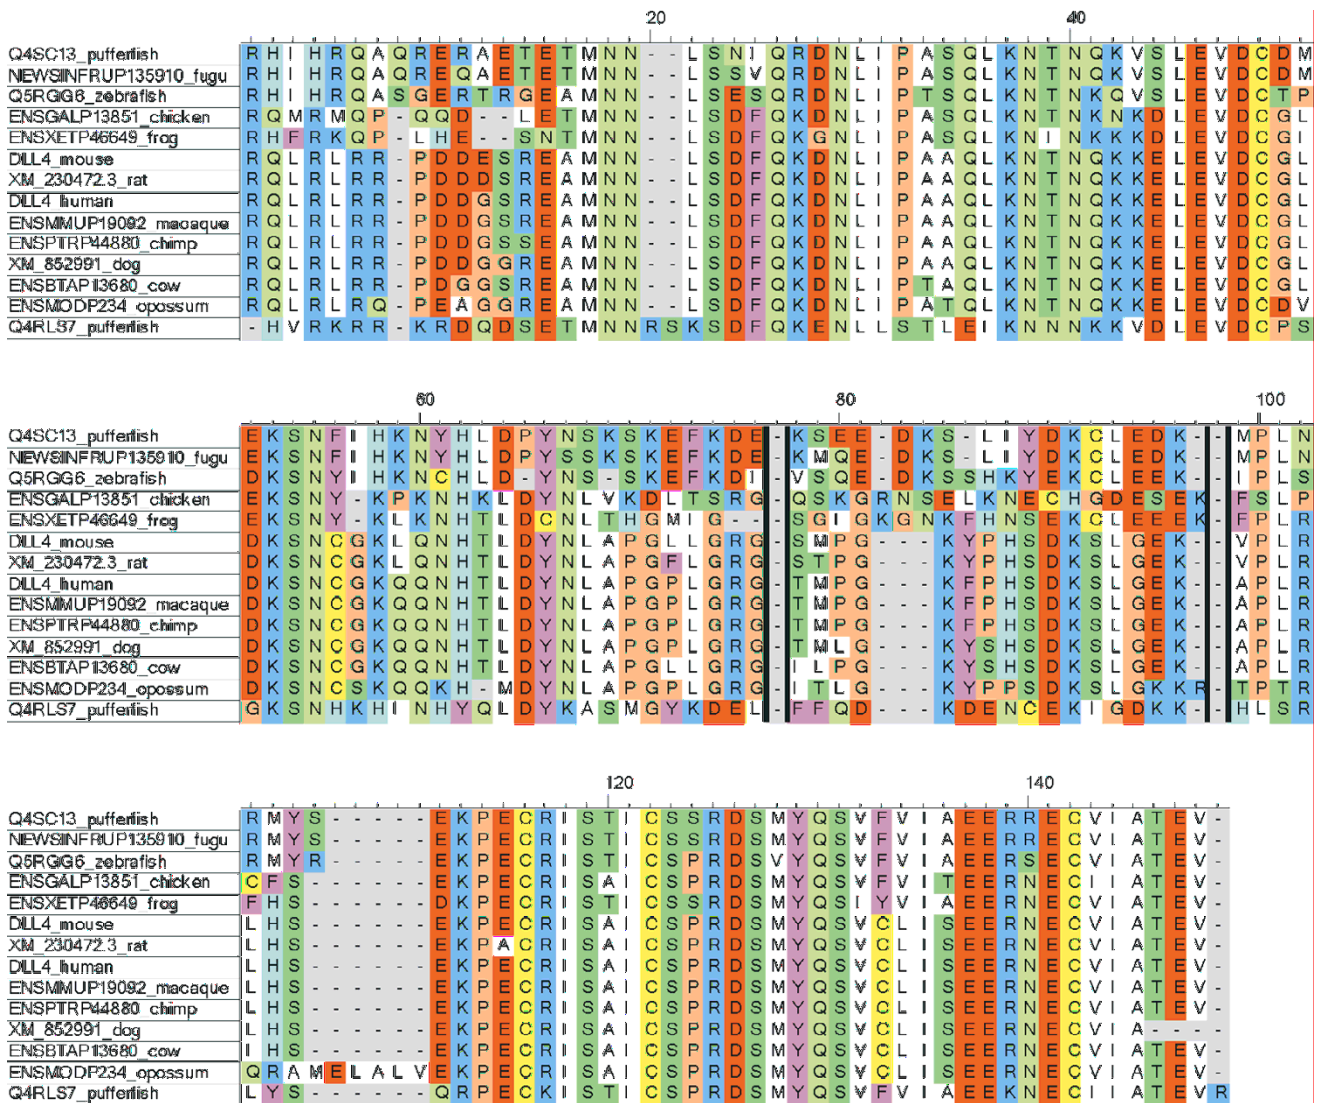 20 40
Q4SC13_pufferfish R H I H R Q A Q R E R A E T E T M N N - - L S N I Q R D N L I P A S Q L K N T N Q K V S L E V D C D M
NEWSINFRUP135910_fugu R H I H R Q A Q R E Q A E T E T M N N - - L S S V Q R D N L I P A S Q L K N T N Q K V S L E V D C D M
Q5RGG6_zebrafish R H I H R Q A S G E R T R G E A M N N - - L S E S Q R D N L I P T S Q L K N T N K Q V S L E V D C T P
ENSGALP13851_chicken R Q M R M Q P - Q Q D - - L E T M N N - - L S D F Q K D N L I P A S Q L K N T N K N K D L E V D C G L
ENSXETP46649_frog R H F R K Q P - L H E - - S N T M N N - - L S D F Q K G N L I P A S Q L K N I N K K K D L E V D C G L
DLL4_mouse R Q L R L R R - P D D E S R E A M N N - - L S D F Q K D N L I P A A Q L K N T N Q K K E L E V D C G L
XM_230472.3_rat R Q L R L R R - P D D D S R E A M N N - - L S D F Q K D N L I P A A Q L K N T N Q K K E L E V D C G L
DLL4_human R Q L R L R R - P D D G S R E A M N N - - L S D F Q K D N L I P A A Q L K N T N Q K K E L E V D C G L
ENSMMUP19092_macaque R Q L R L R R - P D D G S R E A M N N - - L S D F Q K D N L I P A A Q L K N T N Q K K E L E V D C G L
ENSPTRP44880_chimp R Q L R L R R - P D D G S S E A M N N - - L S D F Q K D N L I P A A Q L K N T N Q K K E L E V D C G L
XM_852991_dog R Q L R L R R - P D D G G R E A M N N - - L S D F Q K D N L I P A A Q L K N T N Q K K E L E V D C G L
ENSBTAP13680_cow R Q L R L R R - P D G G S R E A M N N - - L S D F Q K D N L I P T A Q L K N T N Q K K E L E V D C G L
ENSMODP234_opossum R Q L R L R Q - P E A G G R E A M N N - - L S D F Q K D N L I P A T Q L K N T N Q K K E L E V D C D V
Q4RLS7_pufferfish - H V R K R R - K R D Q D S E T M N N R S K S D F Q K E N L L S T L E I K N N N K K V D L E V D C P S
60 80 100
Q4SC13_pufferfish E K S N F I H K N Y H L D P Y N S K S K E F K D E - K S E E - D K S - L I Y D K C L E D K - - M P L N
NEWSINFRUP135910_fugu E K S N F I H K N Y H L D P Y S S K S K E F K D E - K M Q E - D K S - L I Y D K C L E D K - - M P L N
Q5RGG6_zebrafish D K S N Y I H K N C H L D - Y N S - S K E F K D I - V S Q E - D K S S H K Y E K C L E E K - - I P L S
ENSGALP13851_chicken E K S N Y - K P K N H K L D Y N L V K D L T S R G - Q S K G R N S E L K N E C H G D E S E K - F S L P
ENSXETP46649_frog E K S N Y - K L K N H T L D C N L T H G M I G - - - S G I G K G N K F H N S E K C L E E E K - F P L R
DLL4_mouse D K S N C G K L Q N H T L D Y N L A P G L L G R G - S M P G - - - K Y P H S D K S L G E K - - V P L R
XM_230472.3_rat D K S N C G K L Q N H T L D Y N L A P G F L G R G - S T P G - - - K Y P H S D K S L G E K - - V P L R
DLL4_human D K S N C G K Q Q N H T L D Y N L A P G P L G R G - T M P G - - - K F P H S D K S L G E K - - A P L R
ENSMMUP19092_macaque D K S N C G K Q Q N H T L D Y N L A P G P L G R G - T M P G - - - K F P H S D K S L G E K - - A P L R
ENSPTRP44880_chimp D K S N C G K Q Q N H T L D Y N L A P G P L G R G - T M P G - - - K F P H S D K S L G E K - - A P L R
XM_852991_dog D K S N C G K Q Q N H T L D Y N L A P G P L G R G - T M L G - - - K Y S H S D K S L G E K - - A P L R
ENSBTAP13680_cow D K S N C G K Q Q N H T L D Y N L A P G L L G R G - I L P G - - - K Y S H S D K S L G E K - - A P L R
ENSMODP234_opossum D K S N C S K Q Q K H - M D Y N L A P G P L G R G - I T L G - - - K Y P P S D K S L G K K R - T P T R
Q4RLS7_pufferfish G K S N H K H I N H Y Q L D Y K A S M G Y K D E L - F F Q D - - - K D E N C E K I G D K K - - H L S R
120 140
Q4SC13_pufferfish R M Y S - - - - - E K P E C R I S T I C S S R D S M Y Q S V F V I A E E R R E C V I A T E V -
NEWSINFRUP135910_fugu R M Y S - - - - - E K P E C R I S T I C S S R D S M Y Q S V F V I A E E R R E C V I A T E V -
Q5RGG6_zebrafish R M Y R - - - - - E K P E C R I S T I C S P R D S V Y Q S V F V I A E E R S E C V I A T E V -
ENSGALP13851_chicken C F S - - - - - - E K P E C R I S A I C S P R D S M Y Q S V F V I T E E R N E C I I A T E V -
ENSXETP46649_frog F H S - - - - - - D K P E C R I S T I C S S R D S M Y Q S I Y V I A E E R N E C V I A T E V -
DLL4_mouse L H S - - - - - - E K P E C R I S A I C S P R D S M Y Q S V C L I S E E R N E C V I A T E V -
XM_230472.3_rat L H S - - - - - - E K P A C R I S A I C S P R D S M Y Q S V C L I S E E R N E C V I A T E V -
DLL4_human L H S - - - - - - E K P E C R I S A I C S P R D S M Y Q S V C L I S E E R N E C V I A T E V -
ENSMMUP19092_macaque L H S - - - - - - E K P E C R I S A I C S P R D S M Y Q S V C L I S E E R N E C V I A T E V -
ENSPTRP44880_chimp L H S - - - - - - E K P E C R I S A I C S P R D S M Y Q S V C L I S E E R N E C V I A T E V -
XM_852991_dog L H S - - - - - - E K P E C R I S A I C S P R D S M Y Q S V C L I S E E R N E C V I A - - - -
ENSBTAP13680_cow I H S - - - - - - E K P E C R I S A I C S P R D S M Y Q S V C L I S E E R N E C V I A T E V -
ENSMODP234_opossum Q R A M E L A L V E K P E C R I S A I C S P R D S M Y Q S V C L I S E E R N E C V I A T E V -
Q4RLS7_pufferfish L Y S - - - - - - Q R P E C K I S T I C S P R D S M Y Q S V F V I A E E K N E C I I A T E V R